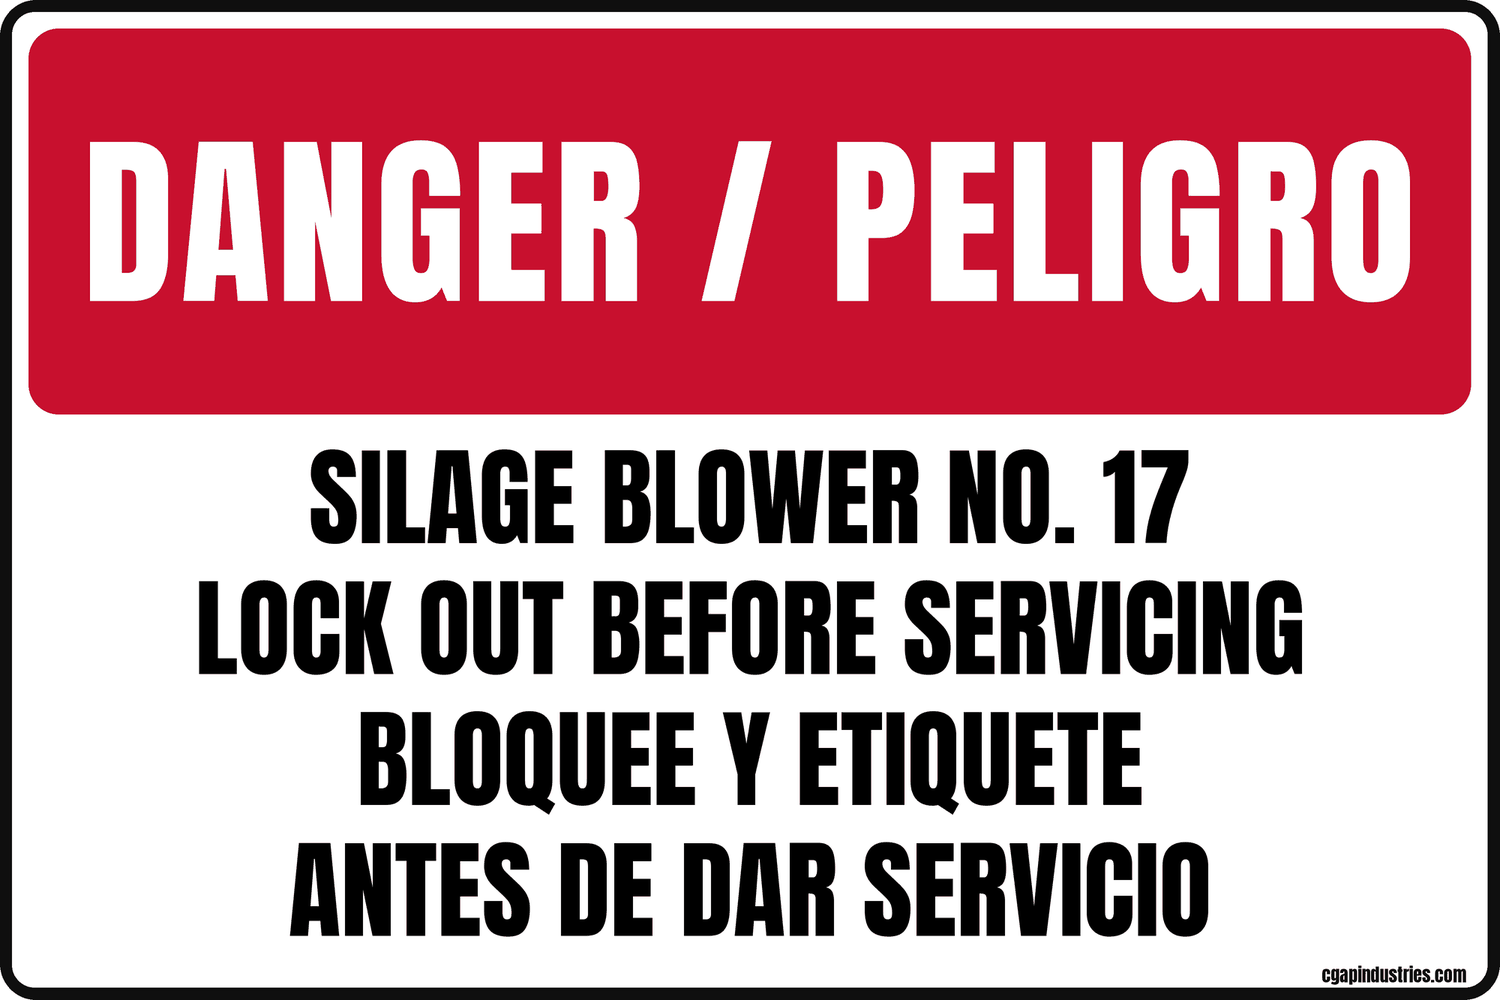 DANGER / PELIGRO
SILAGE BLOWER NO. 17
LOCK OUT BEFORE SERVICING
BLOQUEE Y ETIQUETE
ANTES DE DAR SERVICIO
cgapindustries.com